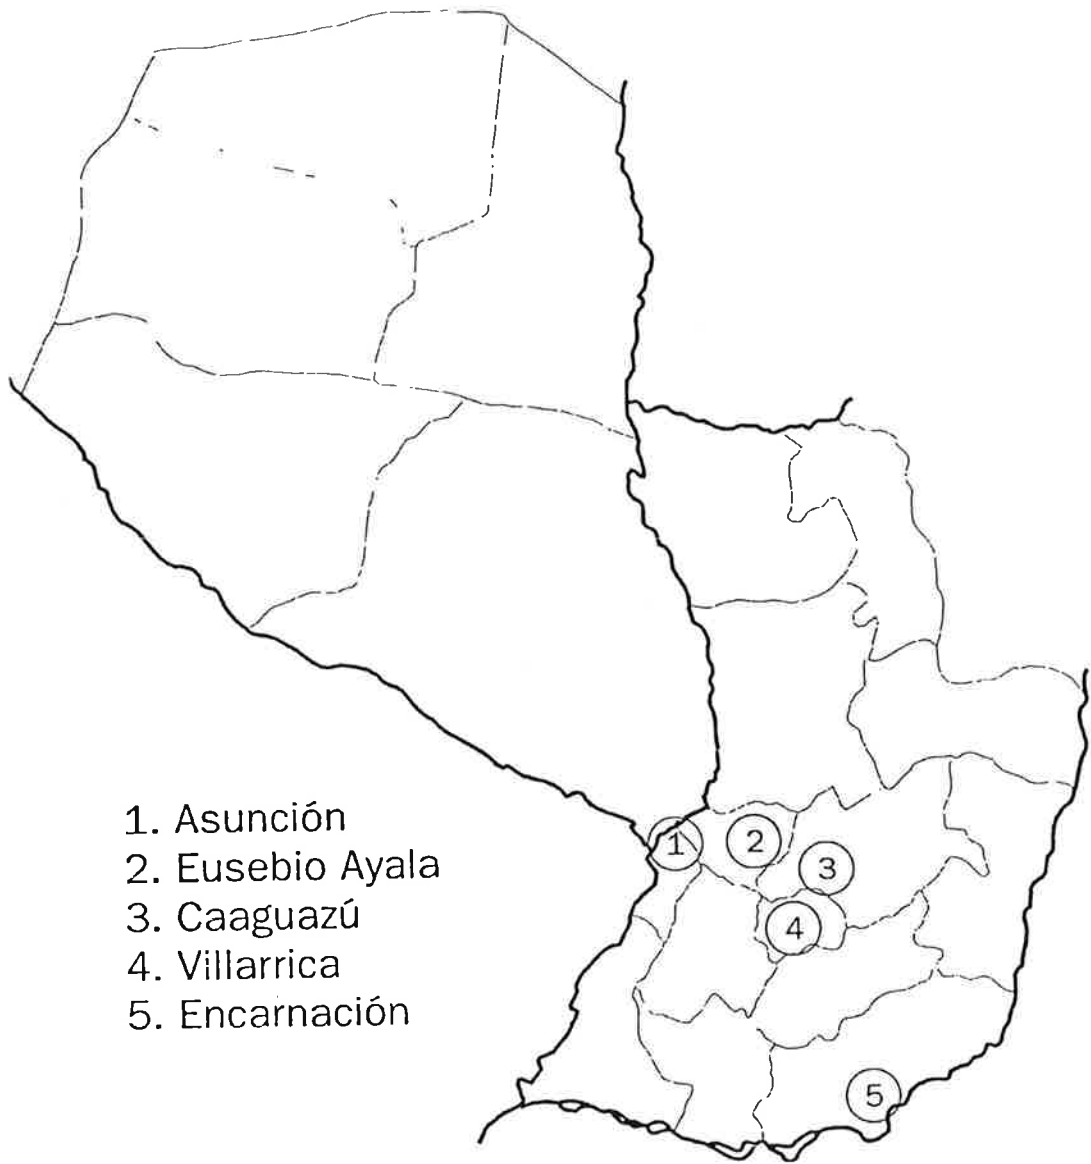 1. Asunción
2. Eusebio Ayala
3. Caaguazú
4. Villarrica
5. Encarnación
1
2
3
4
5